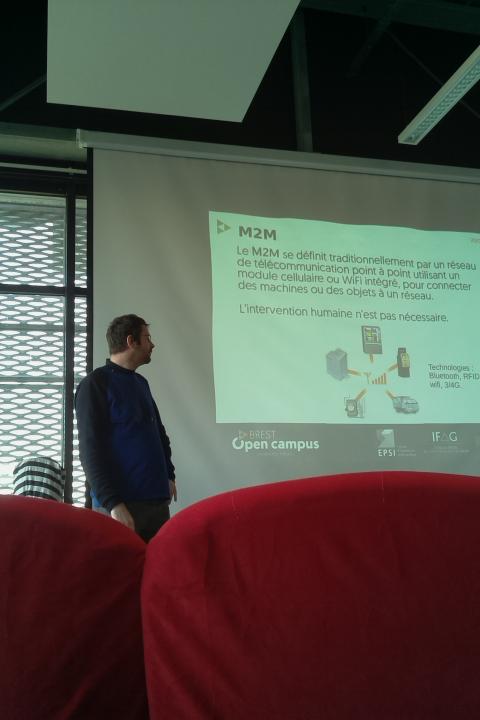 M2M
Le M2M se définit traditionnellement par un réseau
de télécommunication point à point utilisant un
module cellulaire ou WiFi intégré, pour connecter
des machines ou des objets à un réseau.
L'intervention humaine n'est pas nécessaire.
Technologies :
Bluetooth, RFID
wifi, 3/4G.
BREST
Open campus
EPSI
IFAG